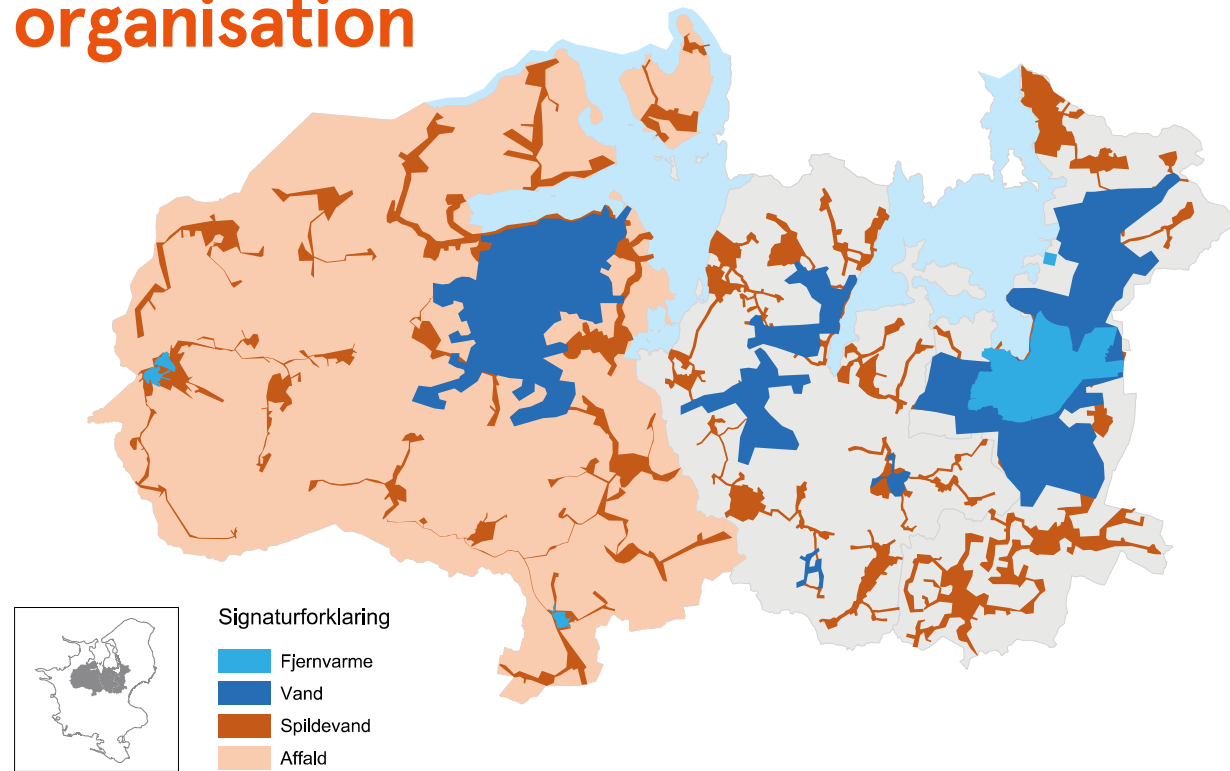 organisation
Signaturforklaring
Fjernvarme
Vand
Spildevand
Affald